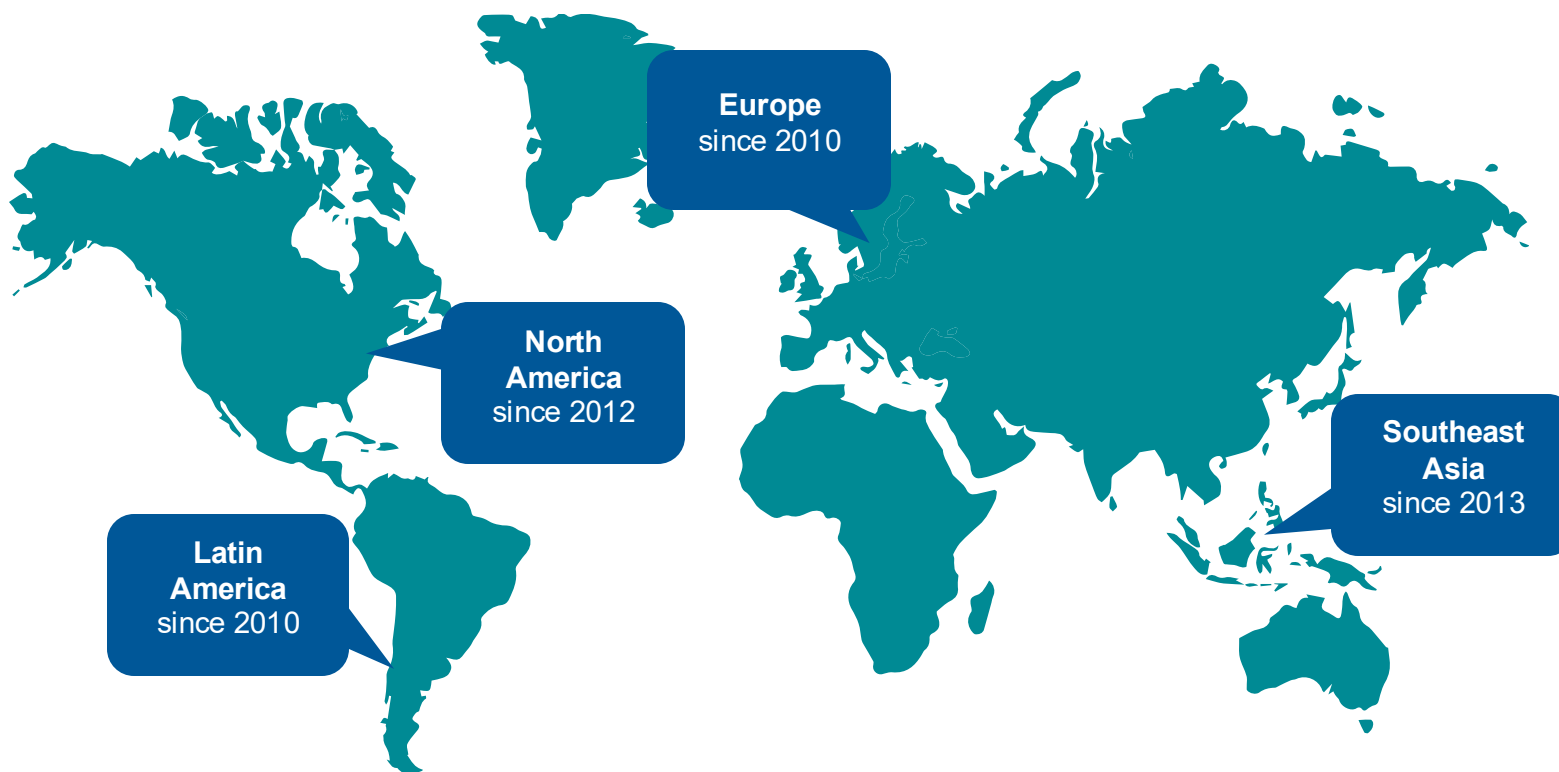 Europe
since 2010
North
America
since 2012
Southeast
Asia
since 2013
Latin
America
since 2010